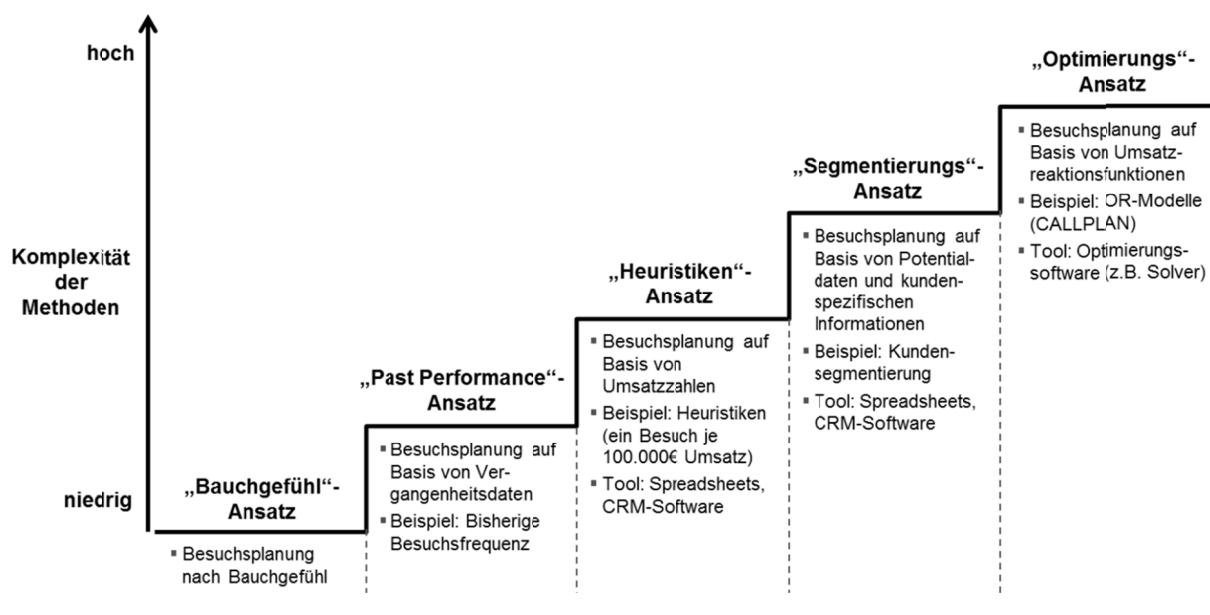 hoch
Komplexität
der
Methoden
niedrig
„Bauchgefühl“-
Ansatz
▪ Besuchsplanung
nach Bauchgefühl
„Past Performance“-
Ansatz
▪ Besuchsplanung auf
Basis von Ver-
gangenheitsdaten
▪ Beispiel: Bisherige
Besuchsfrequenz
„Heuristiken“-
Ansatz
▪ Besuchsplanung auf
Basis von
Umsatzzahlen
▪ Beispiel: Heuristiken
(ein Besuch je
100.000€ Umsatz)
▪ Tool: Spreadsheets,
CRM-Software
„Segmentierungs“-
Ansatz
▪ Besuchsplanung auf
Basis von Potential-
daten und kunden-
spezifischen
Informationen
▪ Beispiel: Kunden-
segmentierung
▪ Tool: Spreadsheets,
CRM-Software
„Optimierungs“-
Ansatz
▪ Besuchsplanung auf
Basis von Umsatz-
reaktionsfunktionen
▪ Beispiel: OR-Modelle
(CALLPLAN)
▪ Tool: Optimierungs-
software (z.B. Solver)